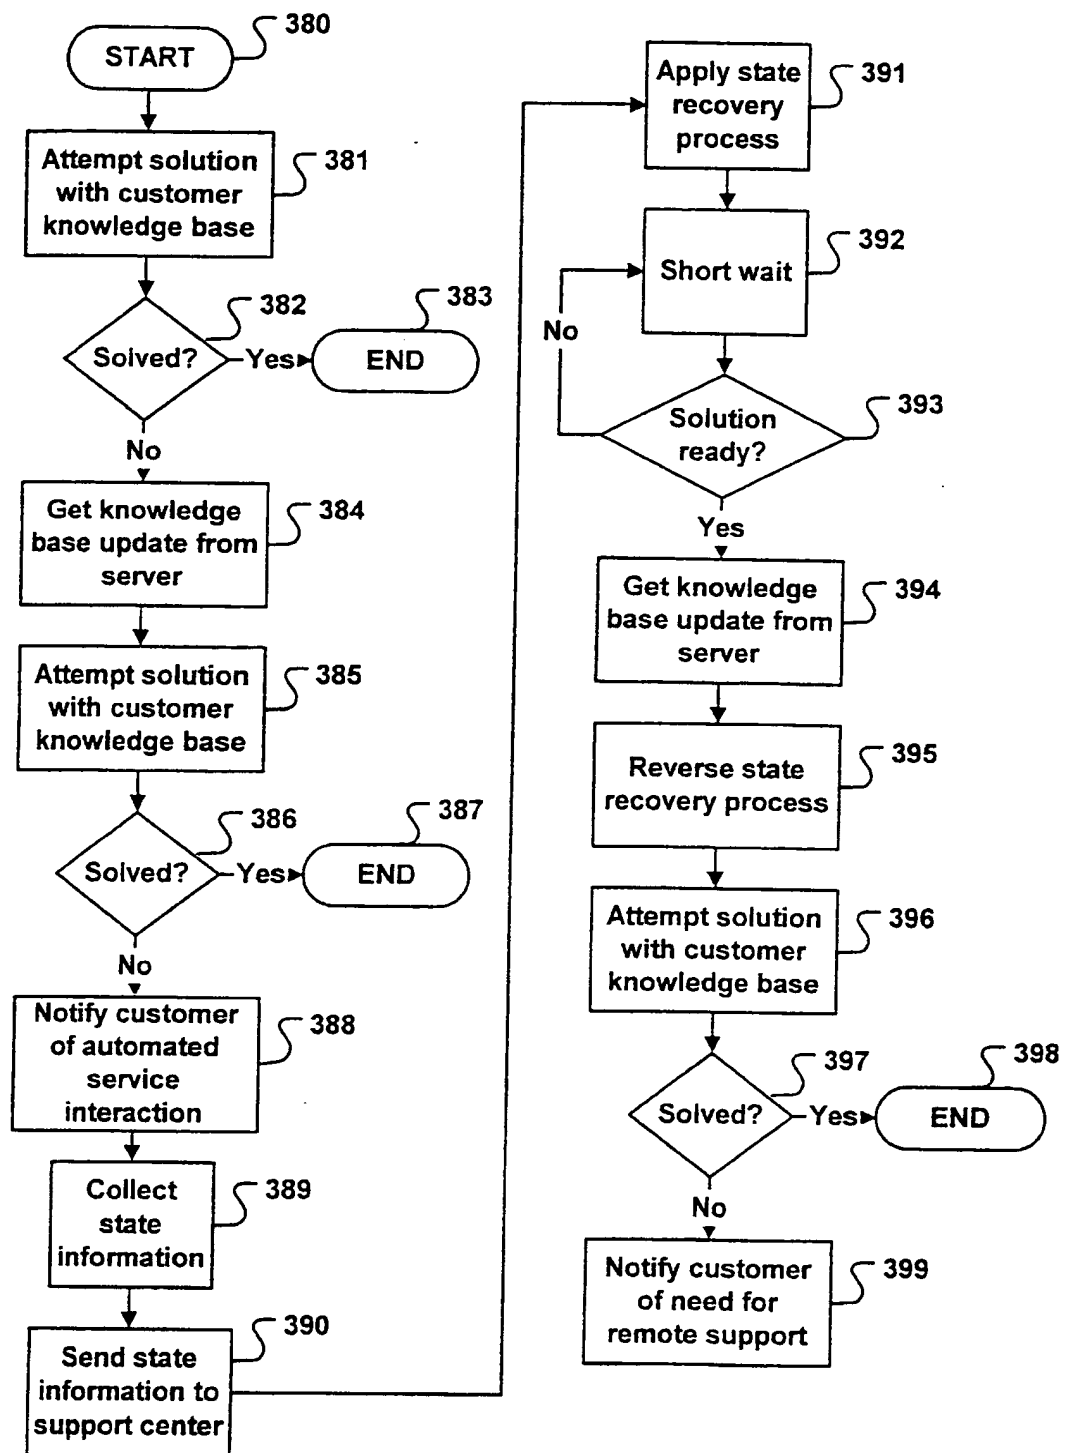 START
380
Attempt solution
with customer
knowledge base
381
Solved?
382
Yes
END
383
No
Get knowledge
base update from
server
384
Attempt solution
with customer
knowledge base
385
Solved?
386
Yes
END
387
No
Notify customer
of automated
service
interaction
388
Collect
state
information
389
Send state
information to
support center
390
Apply state
recovery
process
391
Short wait
392
No
Solution
ready?
393
Yes
Get knowledge
base update from
server
394
Reverse state
recovery process
395
Attempt solution
with customer
knowledge base
396
Solved?
397
Yes
END
398
No
Notify customer
of need for
remote support
399